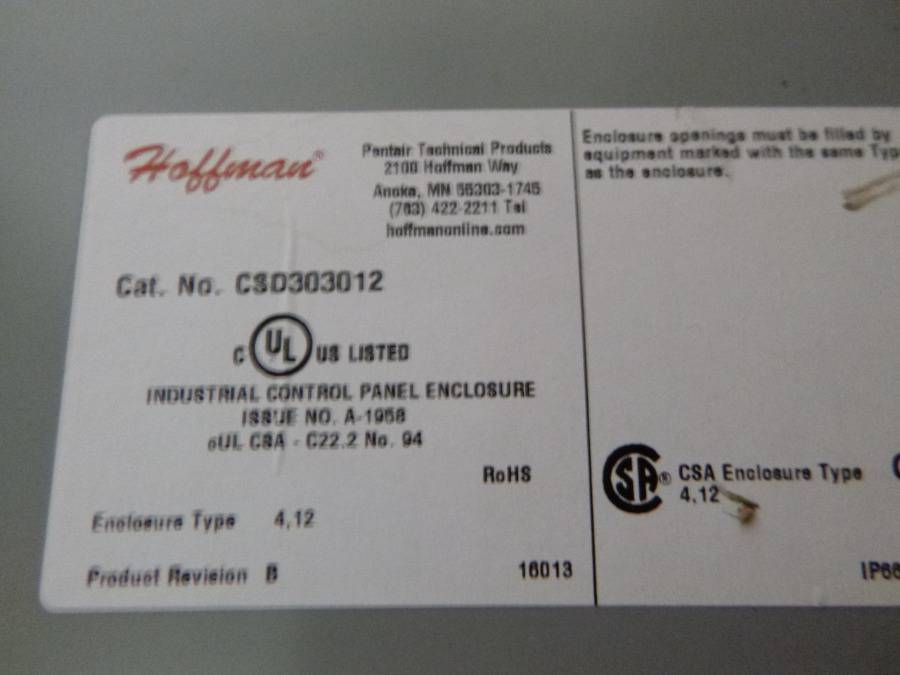 Hoffman®
Pentair Technical Products
2100 Hoffman Way
Anoka, MN 55303-1745
(763) 422-2211 Tel
hoffmanonline.com
Cat. No. CSD303012
C UL US LISTED
INDUSTRIAL CONTROL PANEL ENCLOSURE
ISSUE NO. A-1958
cUL CSA - C22.2 No. 94
RoHS
Enclosure Type 4,12
Product Revision B
16013
Enclosure openings must be filled by
equipment marked with the same Typ
as the enclosure.
CSA® CSA Enclosure Type
4,12
IP66